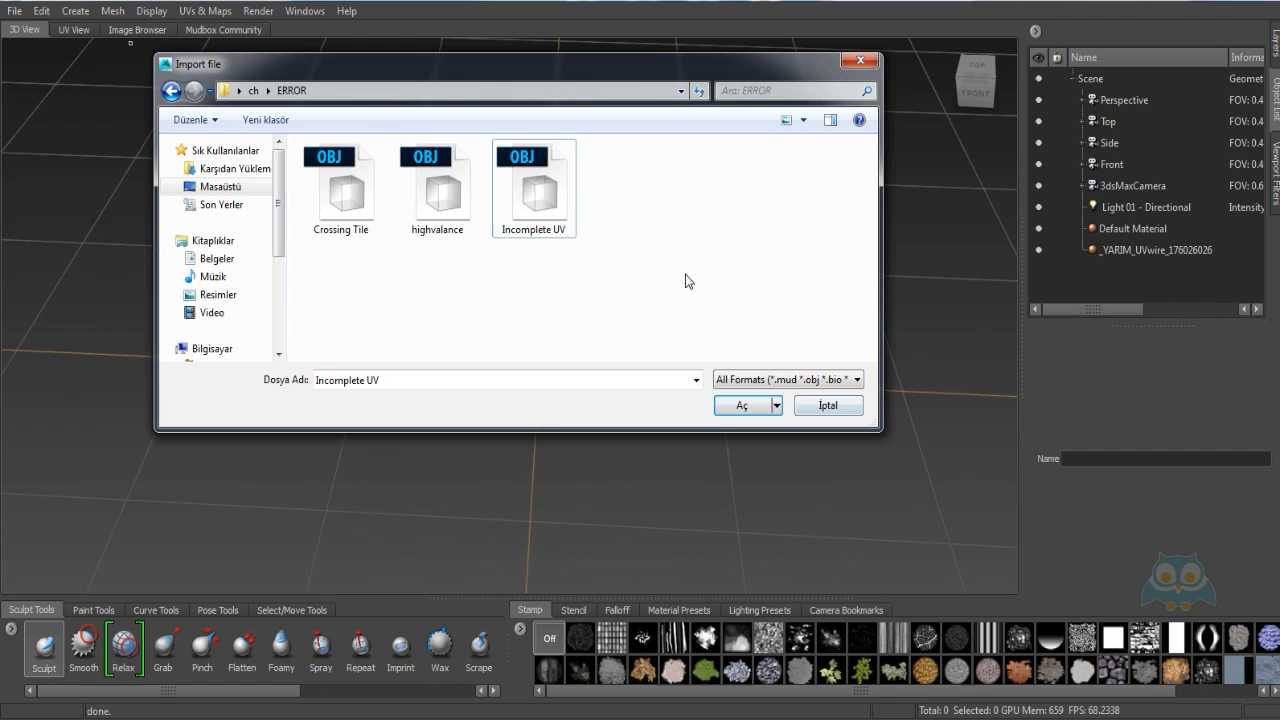 File Edit Create Mesh Display UVs & Maps Render Windows Help
3D View UV View Image Browser Mudbox Community
Import file
ch ERROR
Ara: ERROR
Düzenle Yeni klasör
Sık Kullanılanlar
Karşıdan Yüklem
Masaüstü
Son Yerler
Kitaplıklar
Belgeler
Müzik
Resimler
Video
Bilgisayar
OBJ OBJ OBJ
Crossing Tile highvalance Incomplete UV
Dosya Adı: Incomplete UV
All Formats (*.mud *.obj *.bio *
Aç İptal
TOP
FRONT
Name Informa
Scene Geomet
Perspective FOV: 0.4
Top FOV: 0.4
Side FOV: 0.4
Front FOV: 0.4
3dsMaxCamera FOV: 0.6
Light 01 - Directional Intensity
Default Material
_YARIM_UVwire_176026026
Layers
Object List
Viewport Filters
Name
Sculpt Tools Paint Tools Curve Tools Pose Tools Select/Move Tools
Stamp Stencil Falloff Material Presets Lighting Presets Camera Bookmarks
Sculpt Smooth Relax Grab Pinch Flatten Foamy Spray Repeat Imprint Wax Scrape
Off
done.
Total: 0 Selected: 0 GPU Mem: 659 FPS: 68.2338